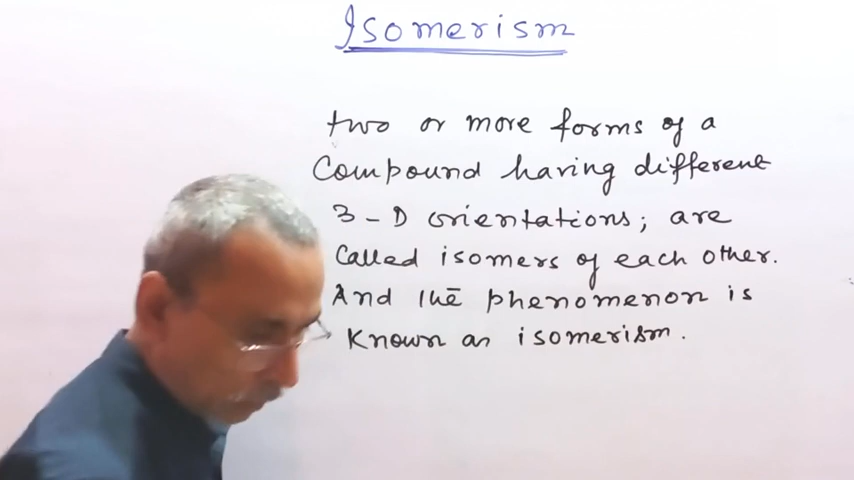 Isomerism
two or more forms of a
Compound having different
3-D orientations; are
Called isomers of each other.
And the phenomenon is
Known as isomerism.